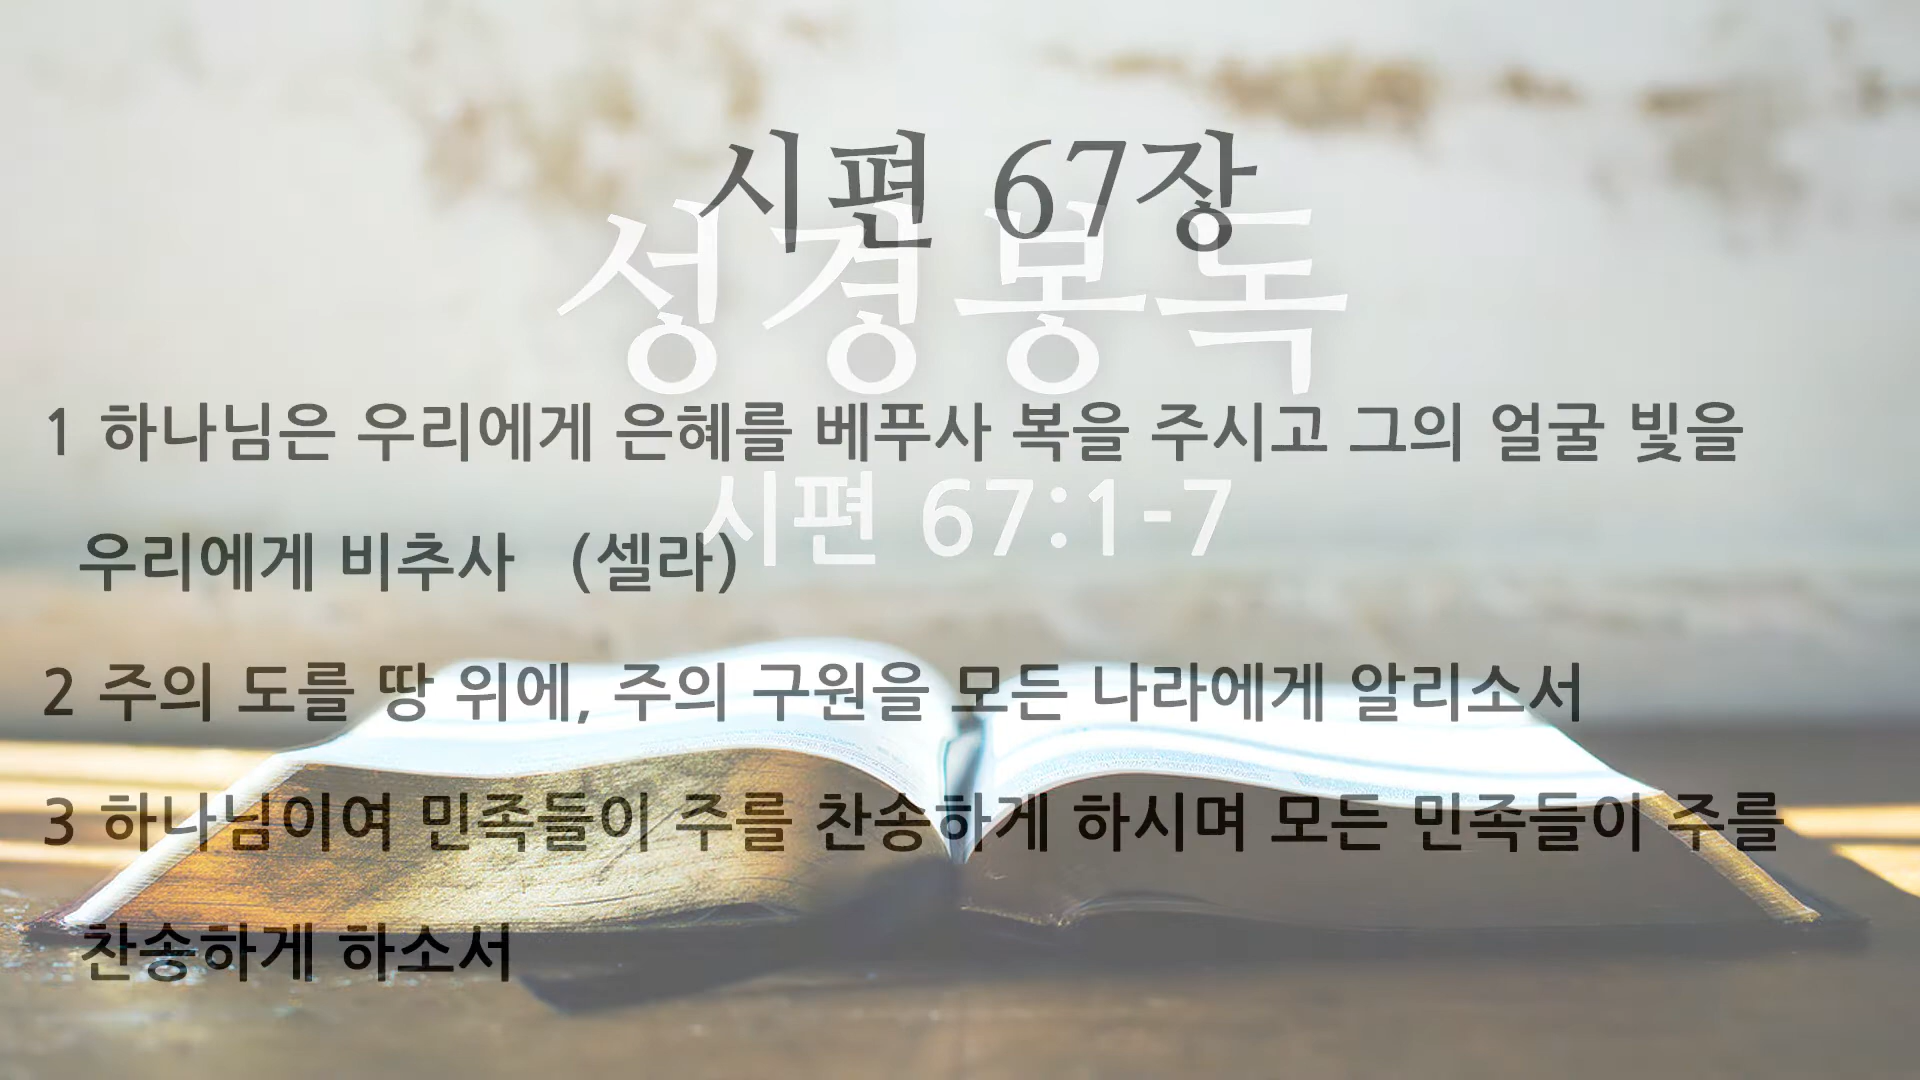 시편 67장
성경봉독
1 하나님은 우리에게 은혜를 베푸사 복을 주시고 그의 얼굴 빛을
시편 67:1-7
우리에게 비추사 (셀라)
2 주의 도를 땅 위에, 주의 구원을 모든 나라에게 알리소서
3 하나님이여 민족들이 주를 찬송하게 하시며 모든 민족들이 주를
찬송하게 하소서